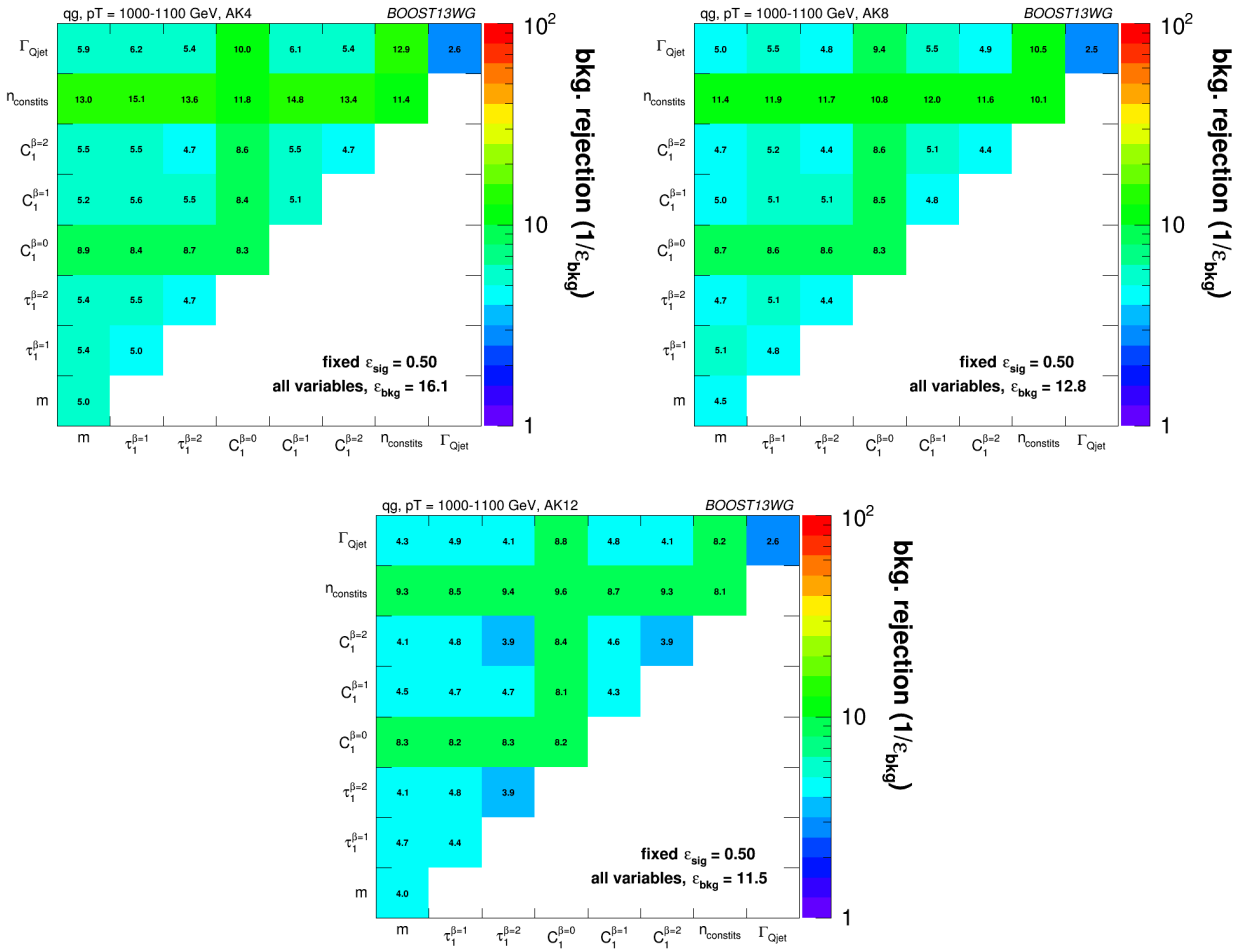 qg, pT = 1000-1100 GeV, AK4 BOOST13WG
Γ_Qjet 5.9 6.2 5.4 10.0 6.1 5.4 12.9 2.6
n_constits 13.0 15.1 13.6 11.8 14.8 13.4 11.4
C_1^β=2 5.5 5.5 4.7 8.6 5.5 4.7
C_1^β=1 5.2 5.6 5.5 8.4 5.1
C_1^β=0 8.9 8.4 8.7 8.3
τ_1^β=2 5.4 5.5 4.7
τ_1^β=1 5.4 5.0
m 5.0
fixed ε_sig = 0.50
all variables, ε_bkg = 16.1
m τ_1^β=1 τ_1^β=2 C_1^β=0 C_1^β=1 C_1^β=2 n_constits Γ_Qjet
10^2
10
1
bkg. rejection (1/ε_bkg)
qg, pT = 1000-1100 GeV, AK8 BOOST13WG
Γ_Qjet 5.0 5.5 4.8 9.4 5.5 4.9 10.5 2.5
n_constits 11.4 11.9 11.7 10.8 12.0 11.6 10.1
C_1^β=2 4.7 5.2 4.4 8.6 5.1 4.4
C_1^β=1 5.0 5.1 5.1 8.5 4.8
C_1^β=0 8.7 8.6 8.6 8.3
τ_1^β=2 4.7 5.1 4.4
τ_1^β=1 5.1 4.8
m 4.5
fixed ε_sig = 0.50
all variables, ε_bkg = 12.8
m τ_1^β=1 τ_1^β=2 C_1^β=0 C_1^β=1 C_1^β=2 n_constits Γ_Qjet
10^2
10
1
bkg. rejection (1/ε_bkg)
qg, pT = 1000-1100 GeV, AK12 BOOST13WG
Γ_Qjet 4.3 4.9 4.1 8.8 4.8 4.1 8.2 2.6
n_constits 9.3 8.5 9.4 9.6 8.7 9.3 8.1
C_1^β=2 4.1 4.8 3.9 8.4 4.6 3.9
C_1^β=1 4.5 4.7 4.7 8.1 4.3
C_1^β=0 8.3 8.2 8.3 8.2
τ_1^β=2 4.1 4.8 3.9
τ_1^β=1 4.7 4.4
m 4.0
fixed ε_sig = 0.50
all variables, ε_bkg = 11.5
m τ_1^β=1 τ_1^β=2 C_1^β=0 C_1^β=1 C_1^β=2 n_constits Γ_Qjet
10^2
10
1
bkg. rejection (1/ε_bkg)